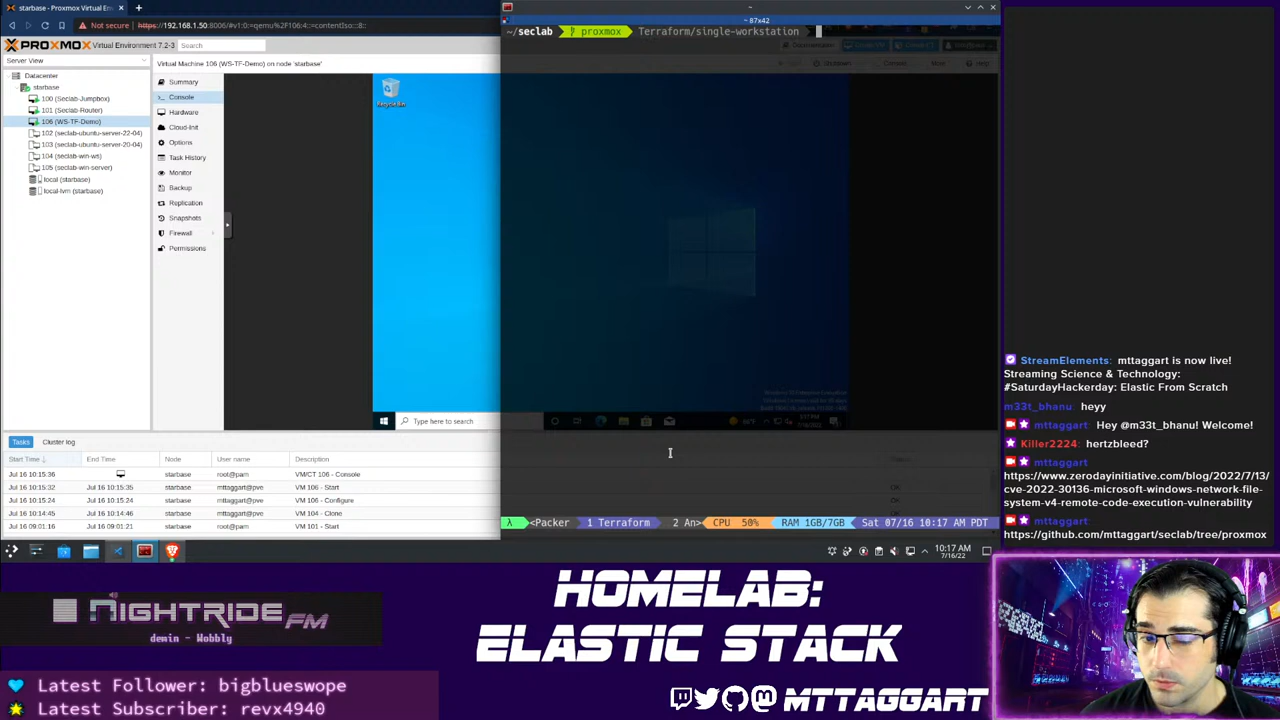 starbase - Proxmox Virtual En
Not secure
https://192.168.1.50:8006/#v1:0:=qemu%2F106:4:=contentIso:::8::
PROXMOX Virtual Environment 7.2-3
Search
Server View
Datacenter
starbase
100 (Seclab-Jumpbox)
101 (Seclab-Router)
106 (WS-TF-Demo)
102 (seclab-ubuntu-server-22-04)
103 (seclab-ubuntu-server-20-04)
104 (seclab-win-ws)
105 (seclab-win-server)
local (starbase)
local-lvm (starbase)
Virtual Machine 106 (WS-TF-Demo) on node 'starbase'
Summary
Console
Hardware
Cloud-Init
Options
Task History
Monitor
Backup
Replication
Snapshots
Firewall
Permissions
Recycle Bin
Type here to search
~ 87x42
~/seclab
proxmox
Terraform/single-workstation
Documentation
Help
λ
<Packer
1 Terraform
2 An>
CPU 50%
RAM 1GB/7GB
Sat 07/16 10:17 AM PDT
Tasks
Cluster log
Start Time
End Time
Node
User name
Description
Jul 16 10:15:36
starbase
root@pam
VM/CT 106 - Console
Jul 16 10:15:32
Jul 16 10:15:35
starbase
mttaggart@pve
VM 106 - Start
Jul 16 10:15:24
Jul 16 10:15:24
starbase
mttaggart@pve
VM 106 - Configure
Jul 16 10:14:45
Jul 16 10:14:46
starbase
mttaggart@pve
VM 104 - Clone
Jul 16 09:01:16
Jul 16 09:01:21
starbase
root@pam
VM 101 - Start
OK
10:17 AM
7/16/22
StreamElements: mttaggart is now live!
Streaming Science & Technology:
#SaturdayHackerday: Elastic From Scratch
m33t_bhanu: heyy
mttaggart: Hey @m33t_bhanu! Welcome!
Killer2224: hertzbleed?
mttaggart:
https://www.zerodayinitiative.com/blog/2022/7/13/
cve-2022-30136-microsoft-windows-network-file-
system-v4-remote-code-execution-vulnerability
mttaggart:
https://github.com/mttaggart/seclab/tree/proxmox
NIGHTRIDE FM
demin - Wobbly
HOMELAB:
ELASTIC STACK
MTTAGGART
Latest Follower: bigblueswope
Latest Subscriber: revx4940